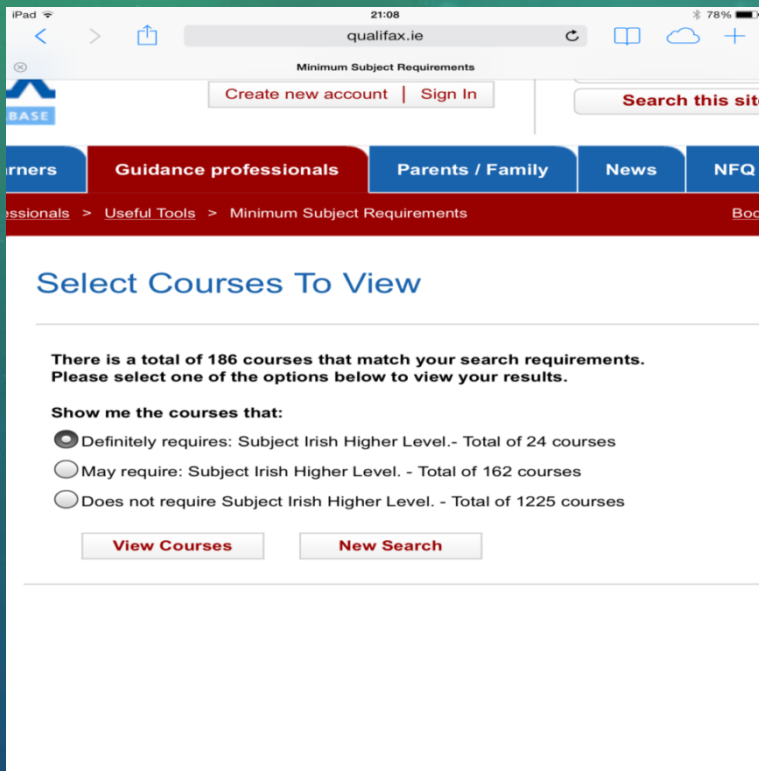 iPad 21:08 78%
qualifax.ie
Minimum Subject Requirements
BASE
Create new account | Sign In
Search this site
rners Guidance professionals Parents / Family News NFQ
essionals > Useful Tools > Minimum Subject Requirements Boo
Select Courses To View
There is a total of 186 courses that match your search requirements.
Please select one of the options below to view your results.
Show me the courses that:
Definitely requires: Subject Irish Higher Level.- Total of 24 courses
May require: Subject Irish Higher Level. - Total of 162 courses
Does not require Subject Irish Higher Level. - Total of 1225 courses
View Courses New Search